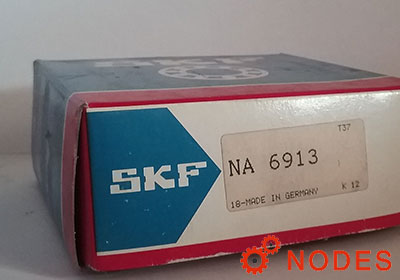 T37
SKF
NA 6913
18-MADE IN GERMANY
K 12
NODES